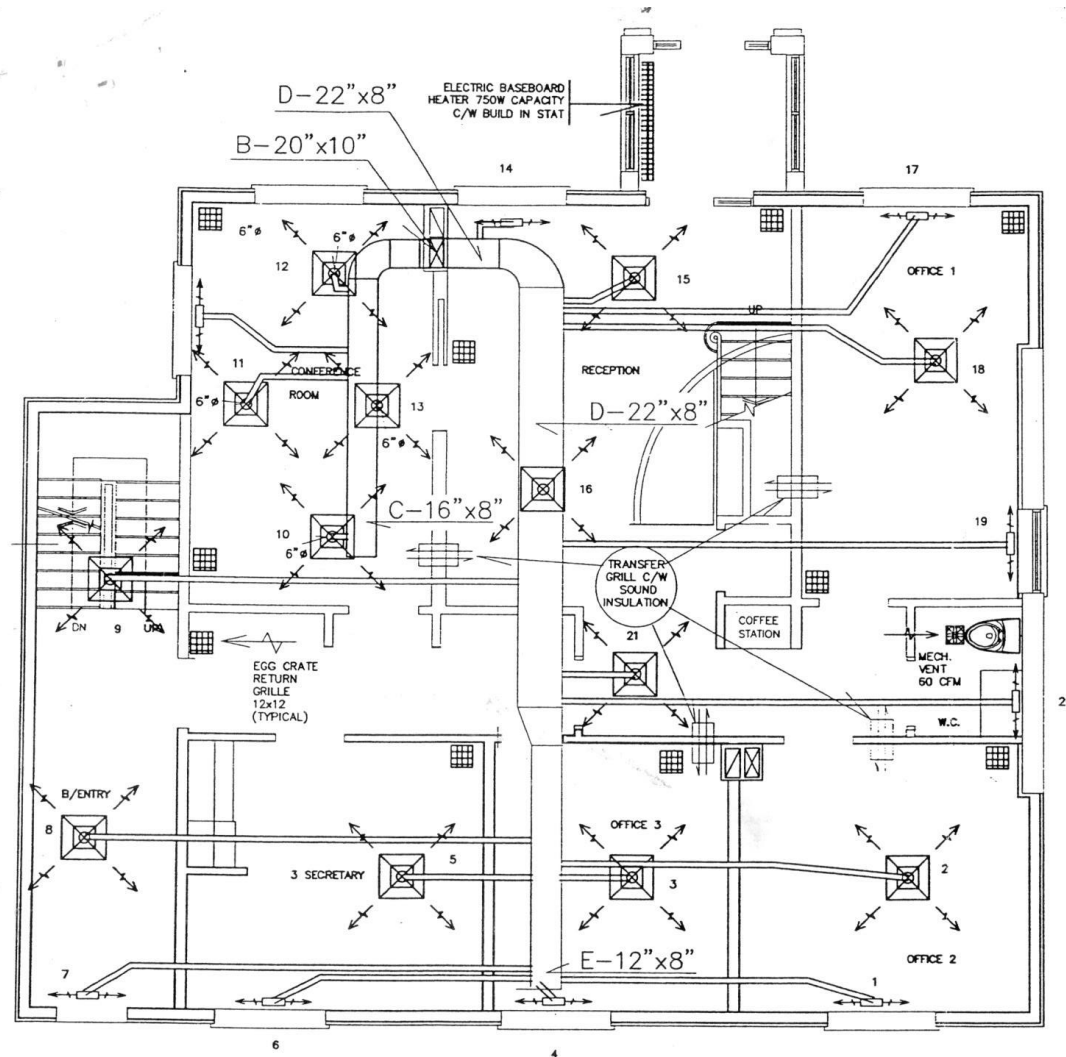 D-22"x8"
ELECTRIC BASEBOARD
HEATER 750W CAPACITY
C/W BUILD IN STAT
B-20"x10"
14
17
6"ø
6"ø
12
15
OFFICE 1
UP
11
CONFERENCE
ROOM
RECEPTION
18
6"ø
13
D-22"x8"
6"ø
16
C-16"x8"
10
6"ø
19
TRANSFER
GRILL C/W
SOUND
INSULATION
DN
9
UP
21
COFFEE
STATION
EGG CRATE
RETURN
GRILLE
12x12
(TYPICAL)
MECH.
VENT
60 CFM
2
W.C.
B/ENTRY
8
5
OFFICE 3
3 SECRETARY
3
2
E-12"x8"
OFFICE 2
7
1
6
4